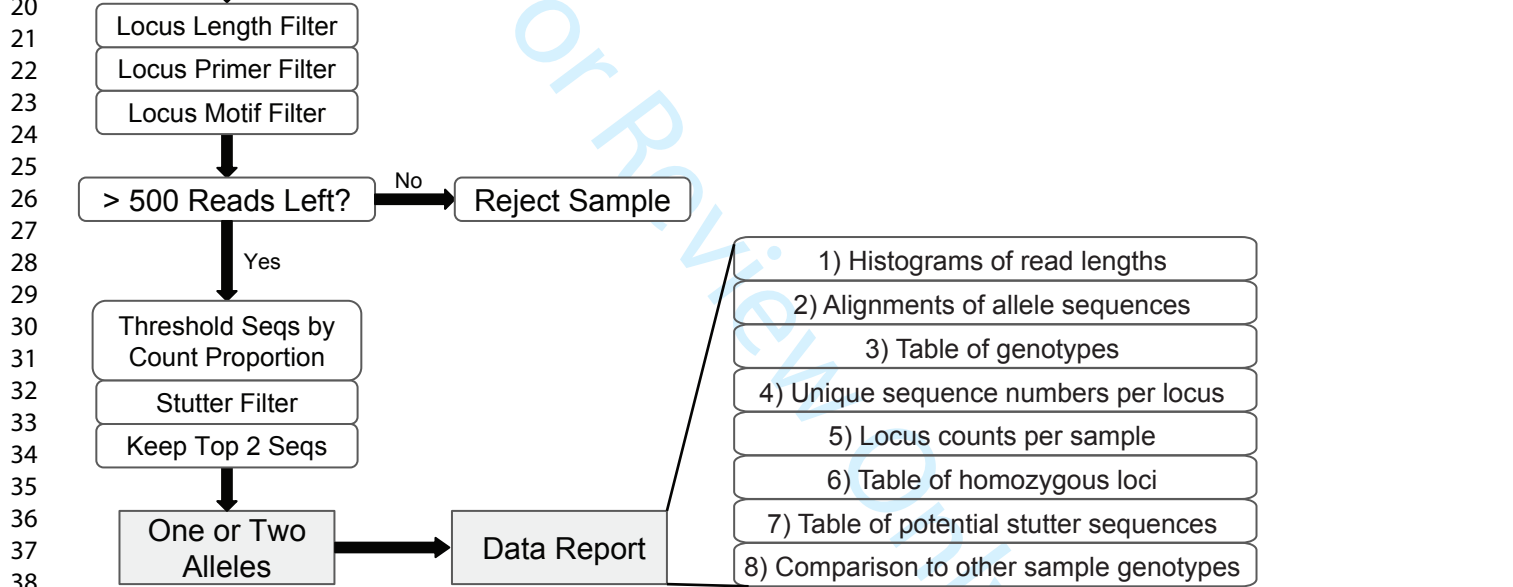 20
21
22
23
24
25
26
27
28
29
30
31
32
33
34
35
36
37
38
Locus Length Filter
Locus Primer Filter
Locus Motif Filter
> 500 Reads Left?
No
Reject Sample
Yes
Threshold Seqs by
Count Proportion
Stutter Filter
Keep Top 2 Seqs
One or Two
Alleles
Data Report
1) Histograms of read lengths
2) Alignments of allele sequences
3) Table of genotypes
4) Unique sequence numbers per locus
5) Locus counts per sample
6) Table of homozygous loci
7) Table of potential stutter sequences
8) Comparison to other sample genotypes
or Review On